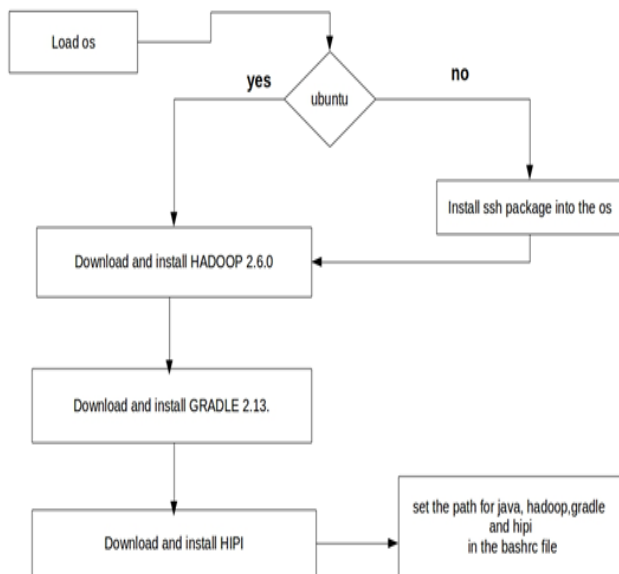 Load os
yes
ubuntu
no
Install ssh package into the os
Download and install HADOOP 2.6.0
Download and install GRADLE 2.13.
Download and install HIPI
set the path for java, hadoop,gradle
and hipi
in the bashrc file